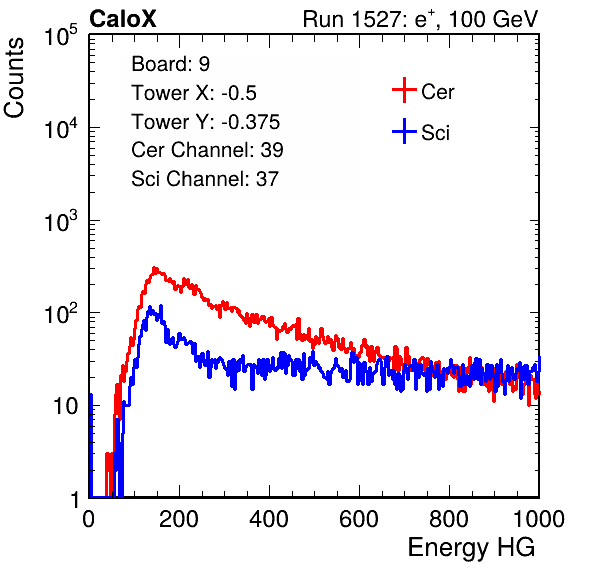 CaloX Run 1527: e⁺, 100 GeV
Board: 9
Tower X: -0.5
Tower Y: -0.375
Cer Channel: 39
Sci Channel: 37
Cer
Sci
Counts
10⁵
10⁴
10³
10²
10
1
0 200 400 600 800 1000
Energy HG